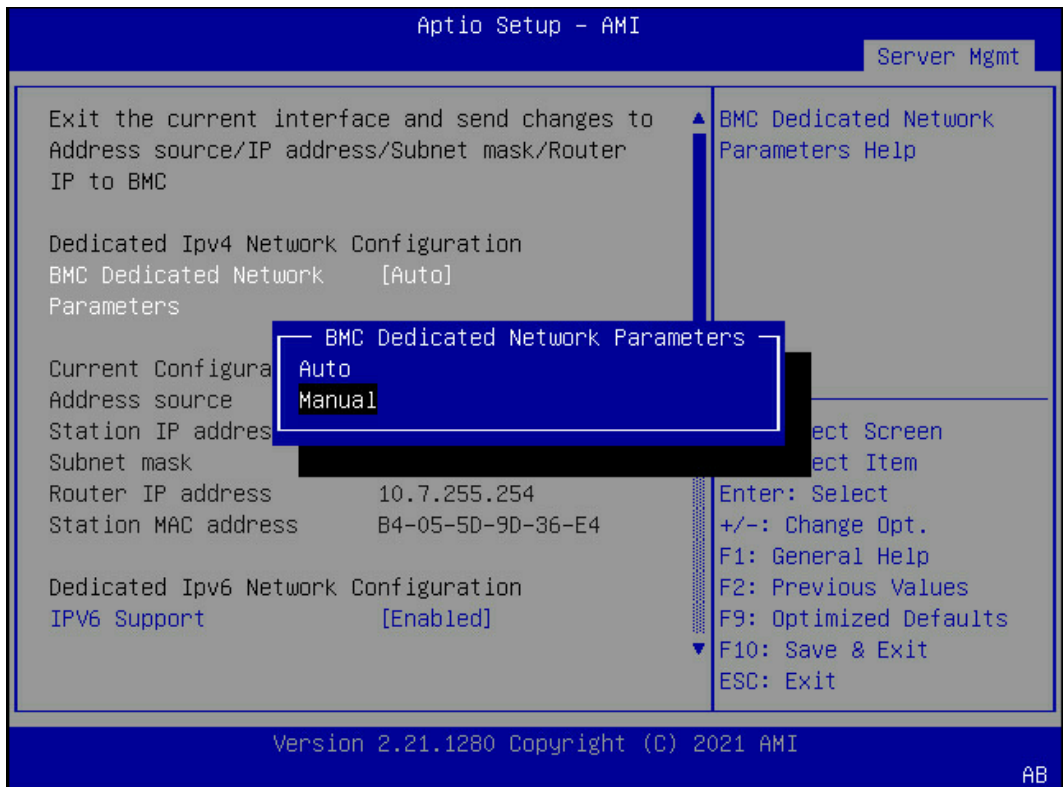 Aptio Setup – AMI
Server Mgmt
Exit the current interface and send changes to
Address source/IP address/Subnet mask/Router
IP to BMC
Dedicated Ipv4 Network Configuration
BMC Dedicated Network [Auto]
Parameters
Current Configura
Address source
Station IP addres
Subnet mask
Router IP address 10.7.255.254
Station MAC address B4-05-5D-9D-36-E4
Dedicated Ipv6 Network Configuration
IPV6 Support [Enabled]
BMC Dedicated Network Parameters
Auto
Manual
BMC Dedicated Network
Parameters Help
ect Screen
ect Item
Enter: Select
+/-: Change Opt.
F1: General Help
F2: Previous Values
F9: Optimized Defaults
F10: Save & Exit
ESC: Exit
Version 2.21.1280 Copyright (C) 2021 AMI
AB